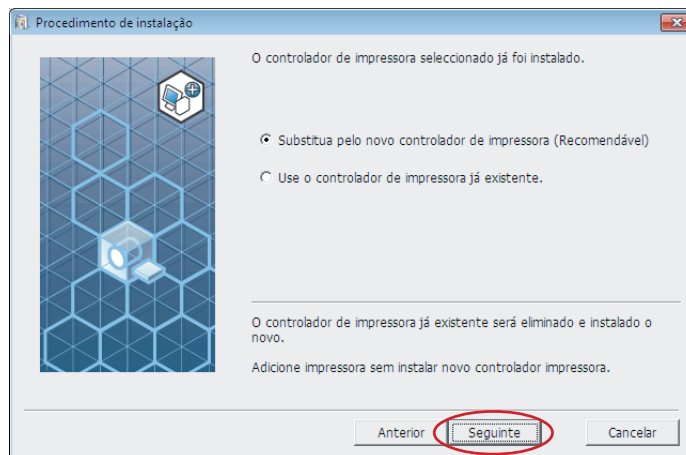 Procedimento de instalação
O controlador de impressora seleccionado já foi instalado.
Substitua pelo novo controlador de impressora (Recomendável)
Use o controlador de impressora já existente.
O controlador de impressora já existente será eliminado e instalado o
novo.
Adicione impressora sem instalar novo controlador impressora.
Anterior
Seguinte
Cancelar